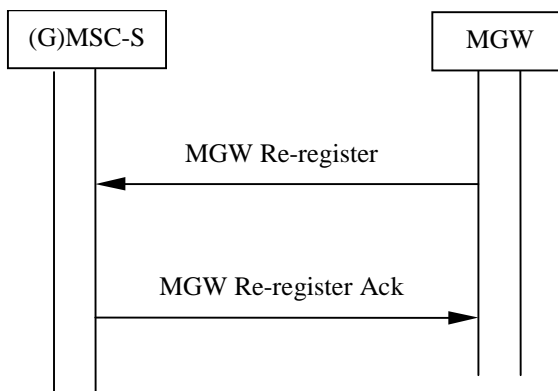 (G)MSC-S
MGW
MGW Re-register
MGW Re-register Ack